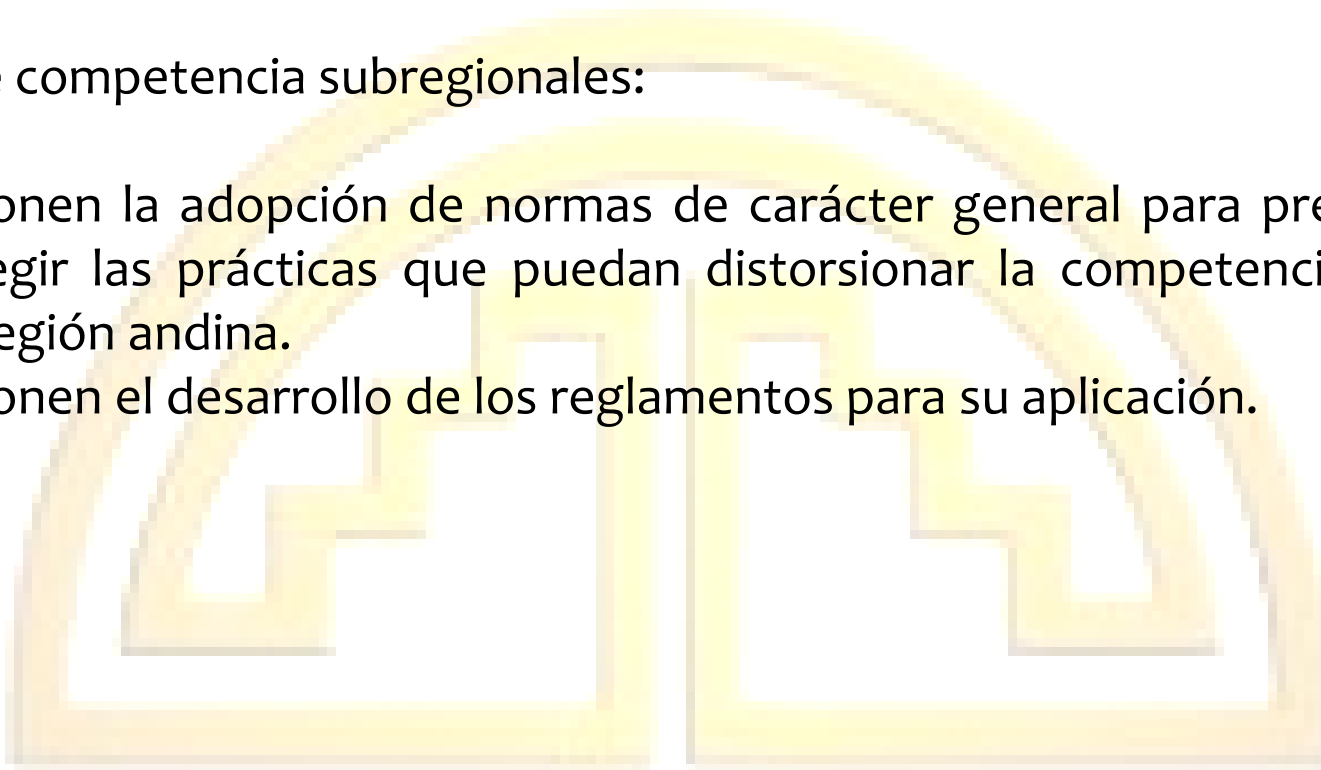 e competencia subregionales:
onen la adopción de normas de carácter general para pre
egir las prácticas que puedan distorsionar la competenci
egión andina.
onen el desarrollo de los reglamentos para su aplicación.